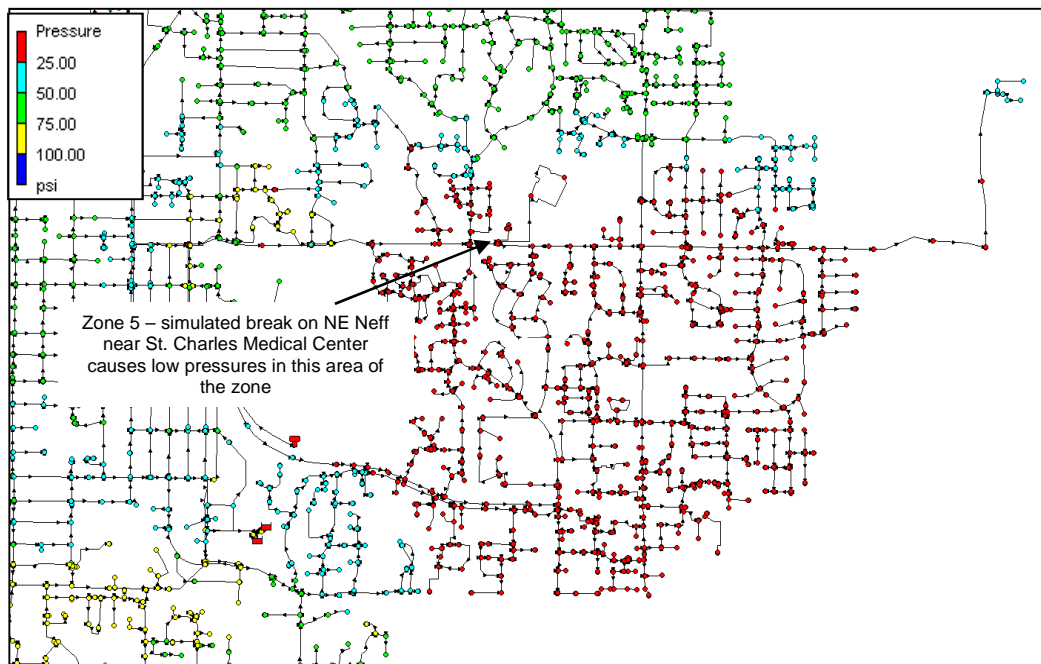 Pressure
25.00
50.00
75.00
100.00
psi
Zone 5 – simulated break on NE Neff
near St. Charles Medical Center
causes low pressures in this area of
the zone